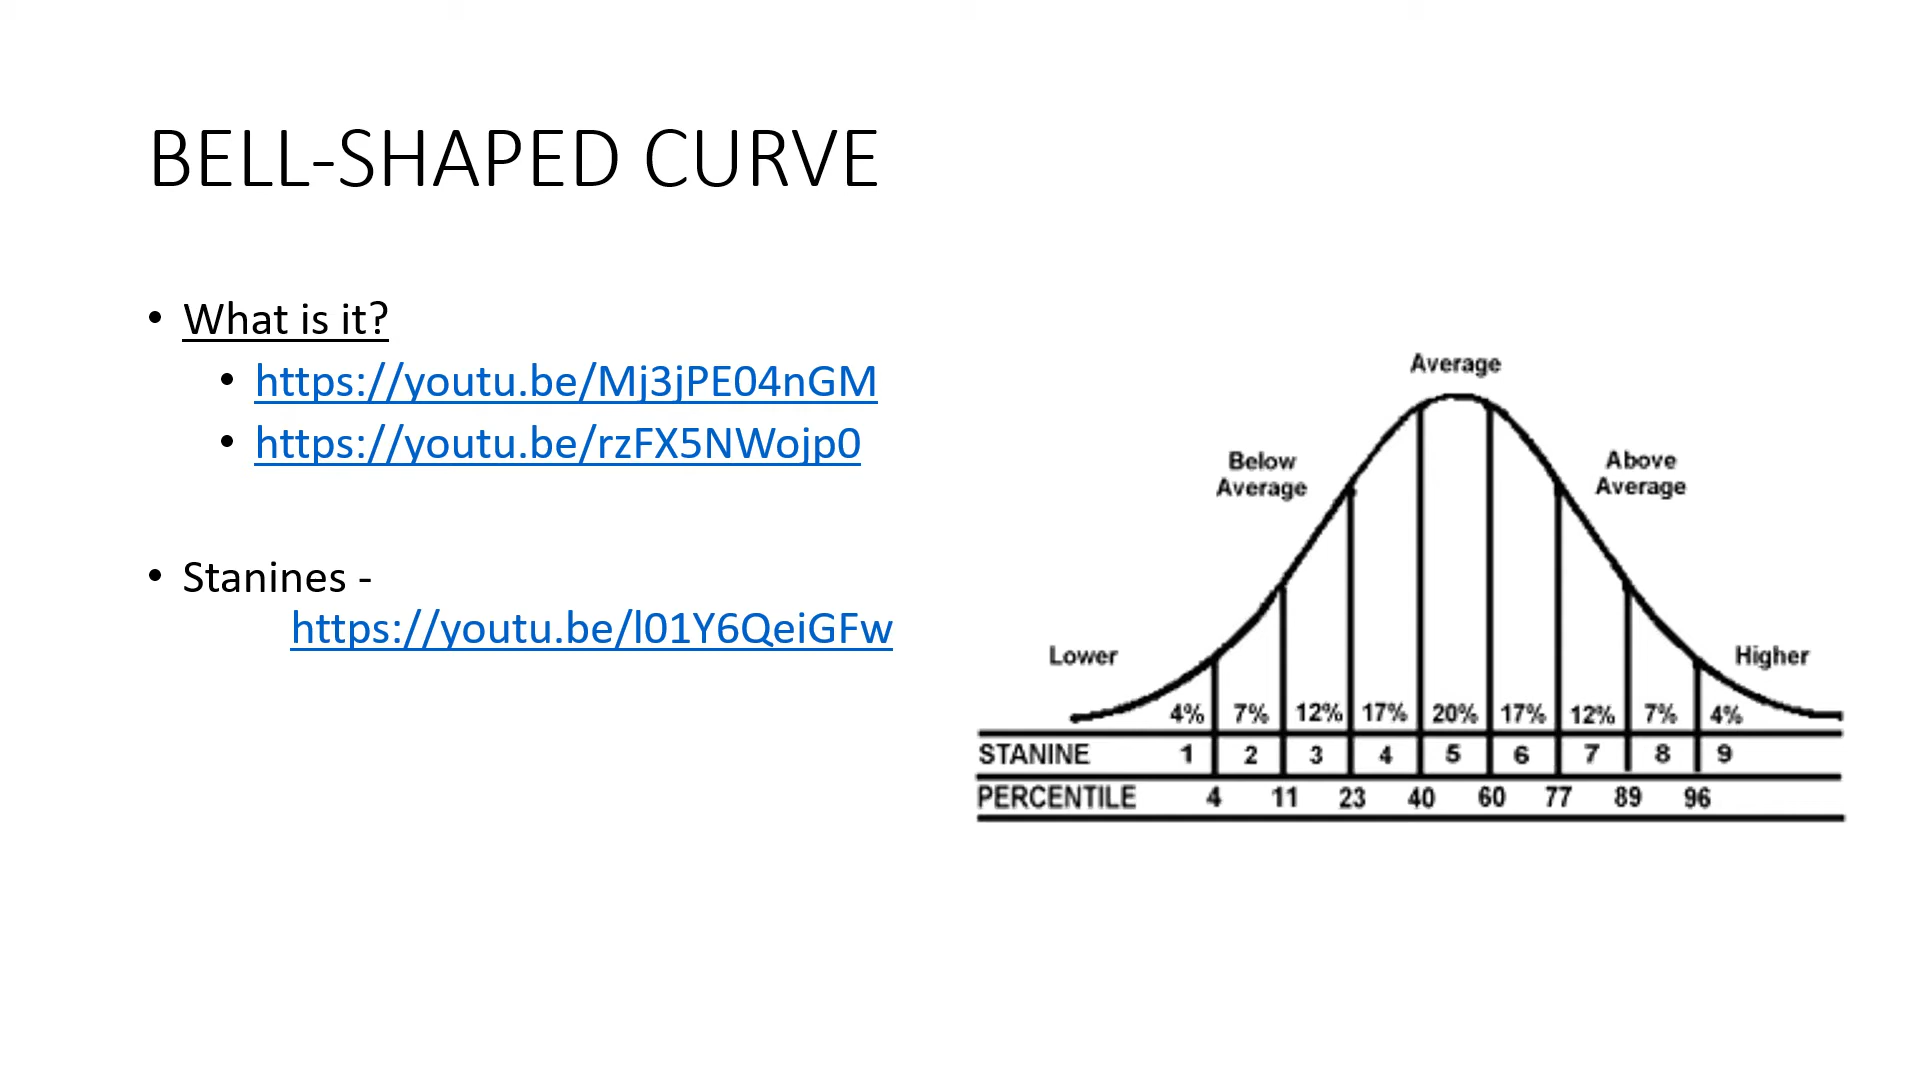 BELL-SHAPED CURVE
• What is it?
• https://youtu.be/Mj3jPE04nGM
• https://youtu.be/rzFX5NWojp0
• Stanines -
https://youtu.be/l01Y6QeiGFw
Average
Below
Average
Above
Average
Lower
Higher
4% 7% 12% 17% 20% 17% 12% 7% 4%
STANINE 1 2 3 4 5 6 7 8 9
PERCENTILE 4 11 23 40 60 77 89 96